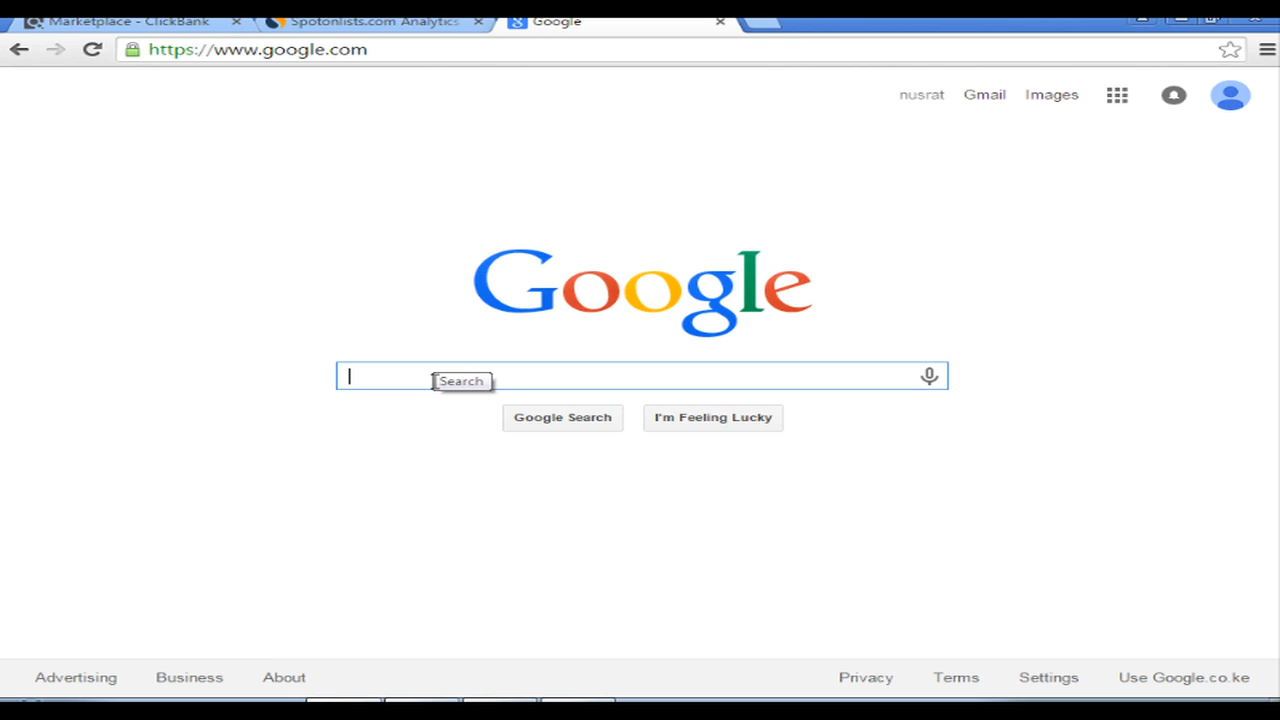 Marketplace - ClickBank
Spotonlists.com Analytics
Google
https://www.google.com
nusrat Gmail Images
Google
Search
Google Search I'm Feeling Lucky
Advertising Business About Privacy Terms Settings Use Google.co.ke